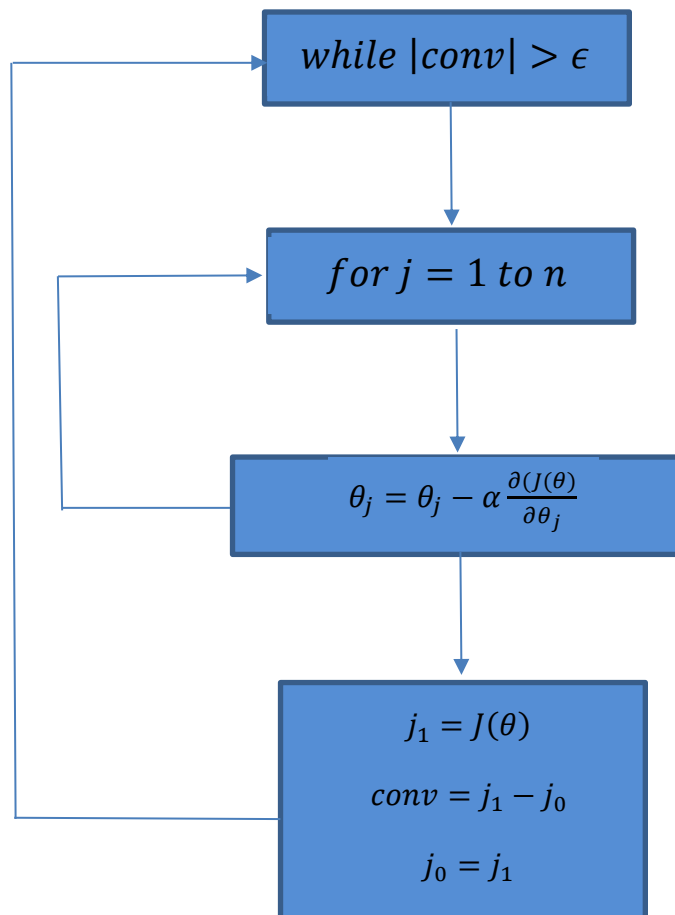 while |conv| > ϵ
for j = 1 to n
θ_j = θ_j − α ∂(J(θ) / ∂θ_j
j_1 = J(θ)
conv = j_1 − j_0
j_0 = j_1